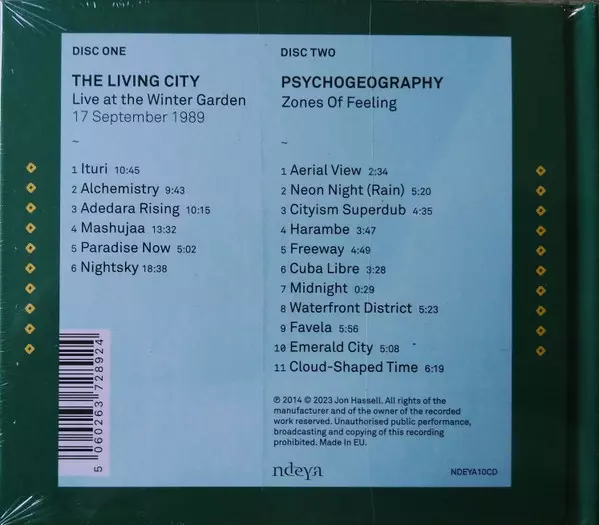 DISC ONE
THE LIVING CITY
Live at the Winter Garden
17 September 1989
~
1 Ituri 10:45
2 Alchemistry 9:43
3 Adedara Rising 10:15
4 Mashujaa 13:32
5 Paradise Now 5:02
6 Nightsky 18:38
DISC TWO
PSYCHOGEOGRAPHY
Zones Of Feeling
~
1 Aerial View 2:34
2 Neon Night (Rain) 5:20
3 Cityism Superdub 4:35
4 Harambe 3:47
5 Freeway 4:49
6 Cuba Libre 3:28
7 Midnight 0:29
8 Waterfront District 5:23
9 Favela 5:56
10 Emerald City 5:08
11 Cloud-Shaped Time 6:19
℗ 2014 © 2023 Jon Hassell. All rights of the
manufacturer and of the owner of the recorded
work reserved. Unauthorised public performance,
broadcasting and copying of this recording
prohibited. Made in EU.
ndeya
NDEYA10CD
5 060263 728924